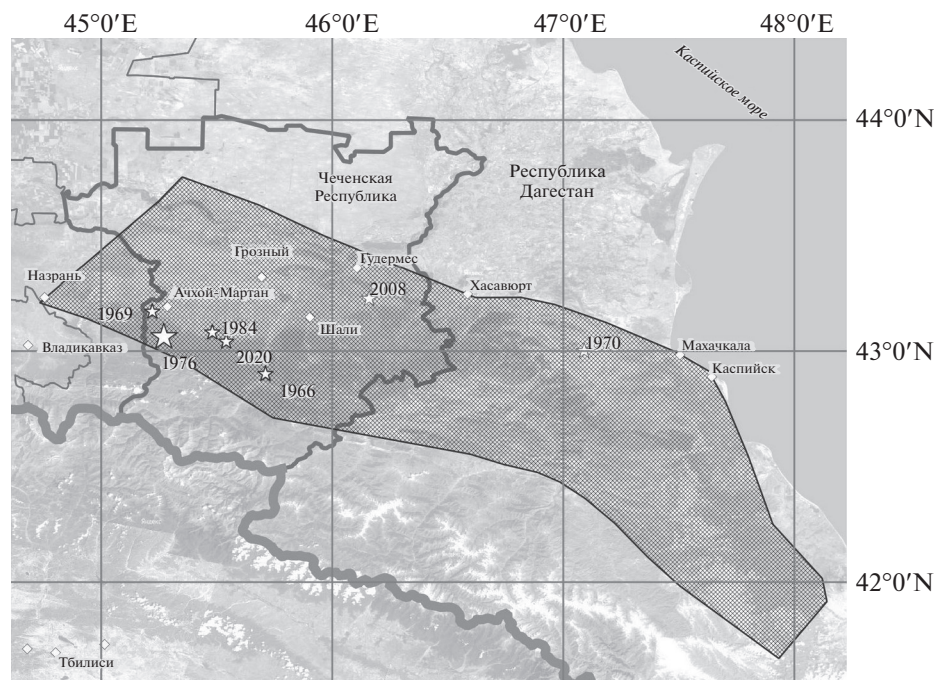 45°0′E 46°0′E 47°0′E 48°0′E
Каспийское море
44°0′N
Чеченская
Республика
Республика
Дагестан
Грозный
Гудермес
Назрань
Хасавюрт
2008
Ачхой-Мартан
1969
1984
Шали
1970
Махачкала
43°0′N
Владикавказ
1976
2020
Каспийск
1966
42°0′N
Тбилиси